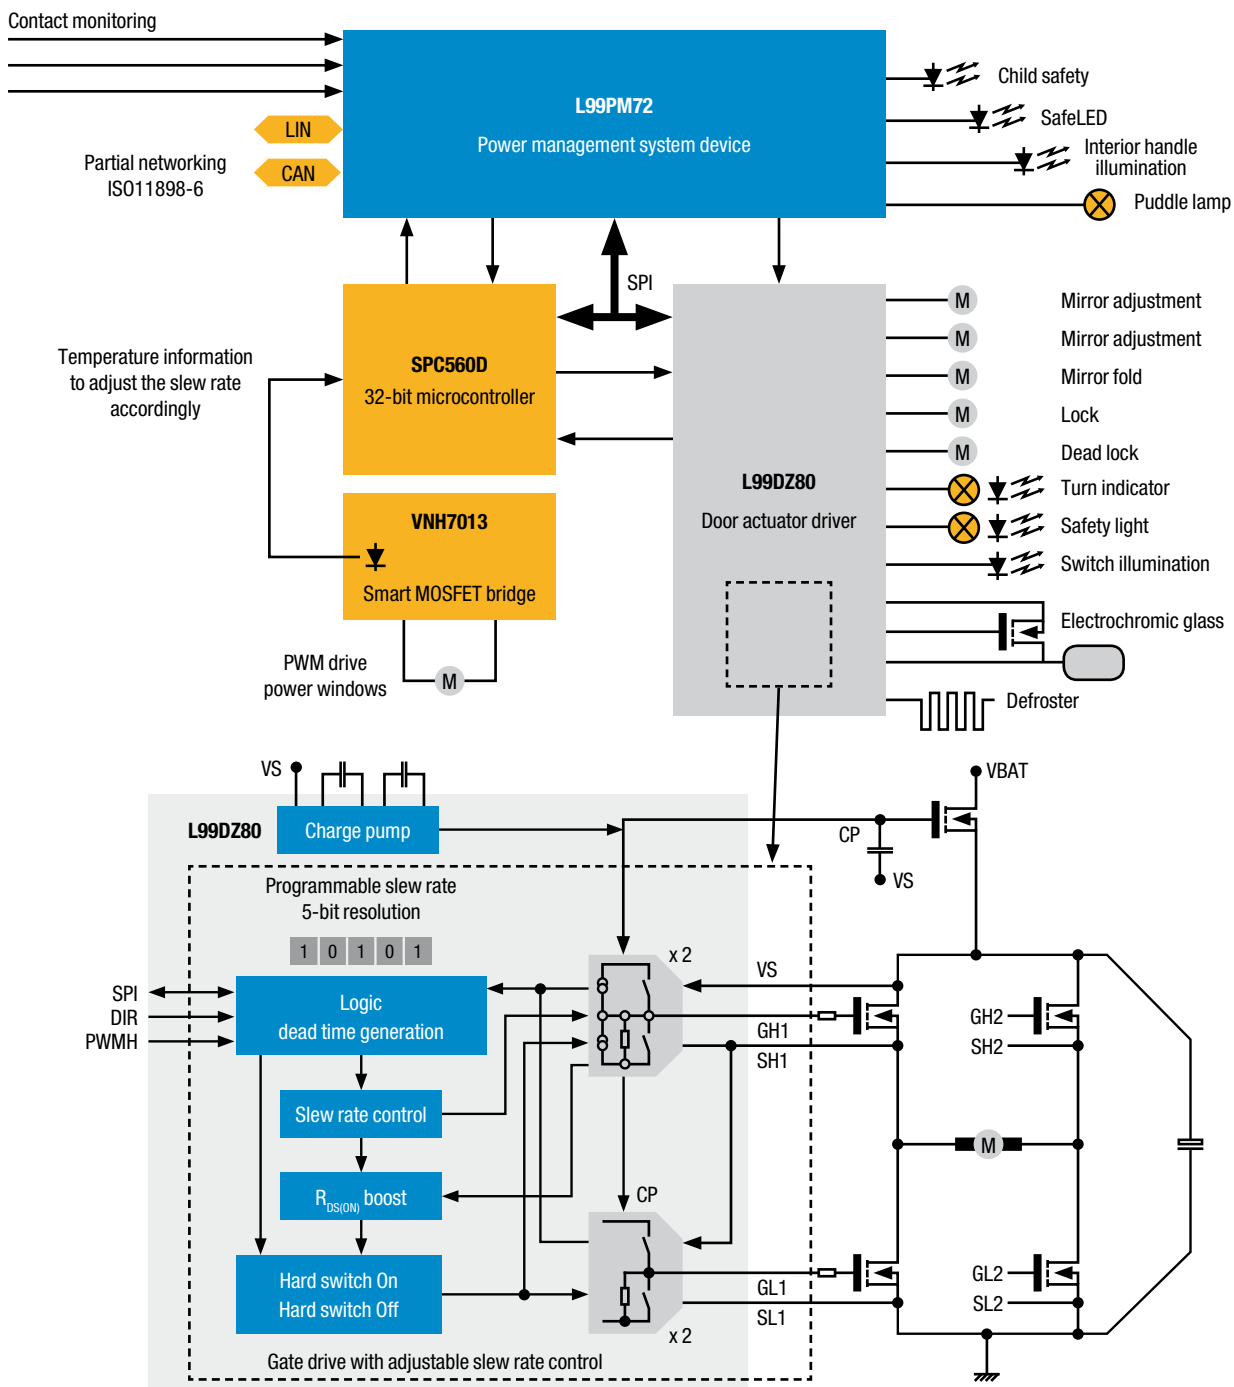 Contact monitoring
L99PM72
Power management system device
LIN
CAN
Partial networking
ISO11898-6
Child safety
SafeLED
Interior handle
illumination
Puddle lamp
SPI
SPC560D
32-bit microcontroller
Temperature information
to adjust the slew rate
accordingly
VNH7013
Smart MOSFET bridge
PWM drive
power windows
M
L99DZ80
Door actuator driver
M
Mirror adjustment
M
Mirror adjustment
M
Mirror fold
M
Lock
M
Dead lock
Turn indicator
Safety light
Switch illumination
Electrochromic glass
Defroster
VS
L99DZ80
Charge pump
VBAT
CP
VS
Programmable slew rate
5-bit resolution
1 0 1 0 1
x 2
SPI
DIR
PWMH
Logic
dead time generation
VS
GH1
SH1
GH2
SH2
Slew rate control
M
RDS(ON) boost
CP
Hard switch On
Hard switch Off
GL1
SL1
GL2
SL2
x 2
Gate drive with adjustable slew rate control